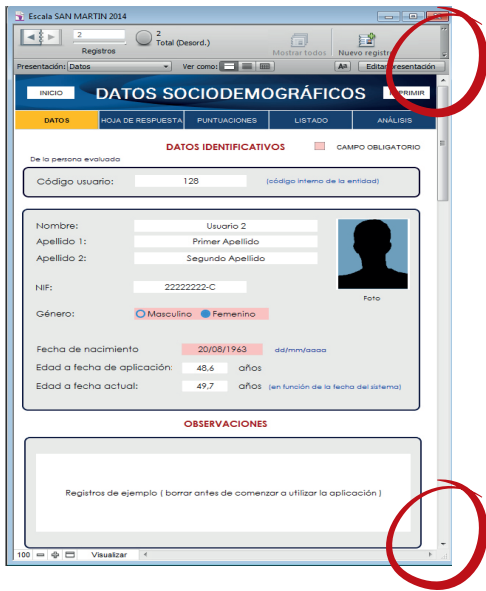 Escala SAN MARTIN 2014
2
Registros
2
Total (Desord.)
Mostrar todos
Nuevo registr
Presentación: Datos
Ver como:
Aa
Editar presentación
INICIO
DATOS SOCIODEMOGRÁFICOS
PRIMIR
DATOS
HOJA DE RESPUESTA
PUNTUACIONES
LISTADO
ANÁLISIS
DATOS IDENTIFICATIVOS
CAMPO OBLIGATORIO
De la persona evaluada
Código usuario:
128
(código interno de la entidad)
Nombre:
Usuario 2
Apellido 1:
Primer Apellido
Apellido 2:
Segundo Apellido
NIF:
22222222-C
Foto
Género:
Masculino
Femenino
Fecha de nacimiento
20/08/1963
dd/mm/aaaa
Edad a fecha de aplicación:
48,6
años
Edad a fecha actual:
49,7
años
(en función de la fecha del sistema)
OBSERVACIONES
Registros de ejemplo ( borrar antes de comenzar a utilizar la aplicación )
100
Visualizar